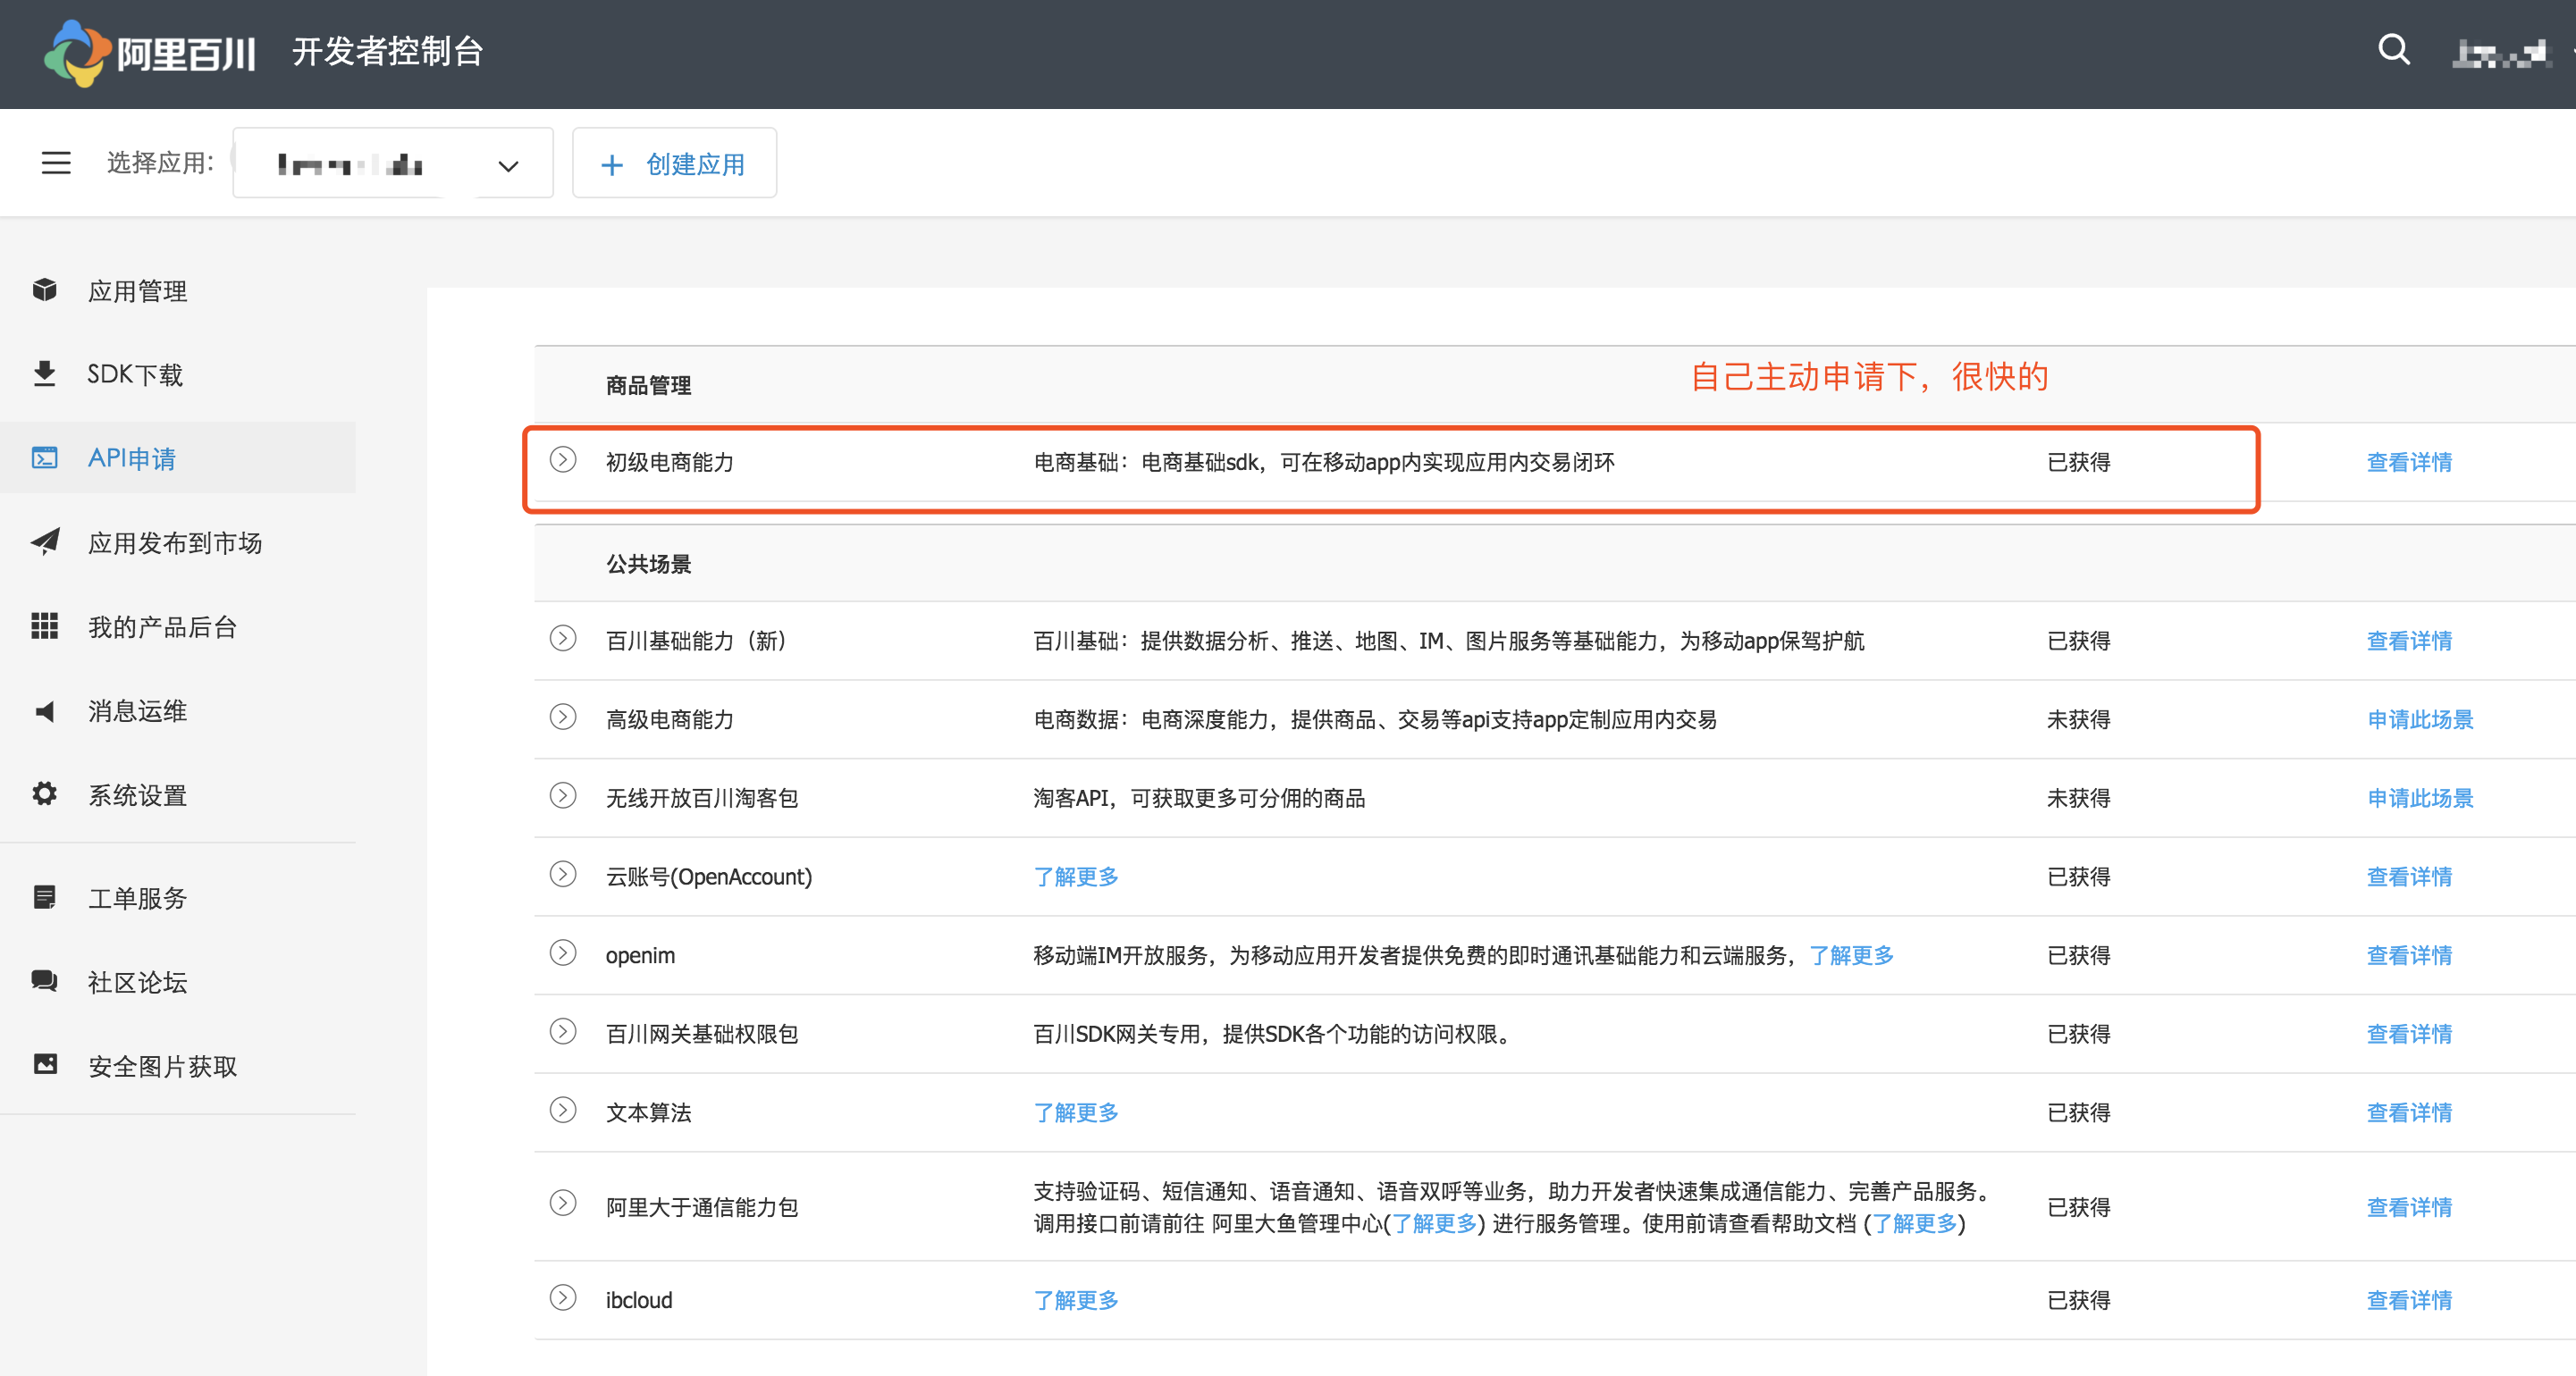 阿里百川
开发者控制台
选择应用:
创建应用
应用管理
SDK下载
API申请
应用发布到市场
我的产品后台
消息运维
系统设置
工单服务
社区论坛
安全图片获取
商品管理
自己主动申请下，很快的
初级电商能力 电商基础：电商基础sdk，可在移动app内实现应用内交易闭环 已获得 查看详情
公共场景
百川基础能力（新） 百川基础：提供数据分析、推送、地图、IM、图片服务等基础能力，为移动app保驾护航 已获得 查看详情
高级电商能力 电商数据：电商深度能力，提供商品、交易等api支持app定制应用内交易 未获得 申请此场景
无线开放百川淘客包 淘客API，可获取更多可分佣的商品 未获得 申请此场景
云账号(OpenAccount) 了解更多 已获得 查看详情
openim 移动端IM开放服务，为移动应用开发者提供免费的即时通讯基础能力和云端服务，了解更多 已获得 查看详情
百川网关基础权限包 百川SDK网关专用，提供SDK各个功能的访问权限。 已获得 查看详情
文本算法 了解更多 已获得 查看详情
阿里大于通信能力包 支持验证码、短信通知、语音通知、语音双呼等业务，助力开发者快速集成通信能力、完善产品服务。
调用接口前请前往 阿里大鱼管理中心(了解更多) 进行服务管理。使用前请查看帮助文档 (了解更多) 已获得 查看详情
ibcloud 了解更多 已获得 查看详情